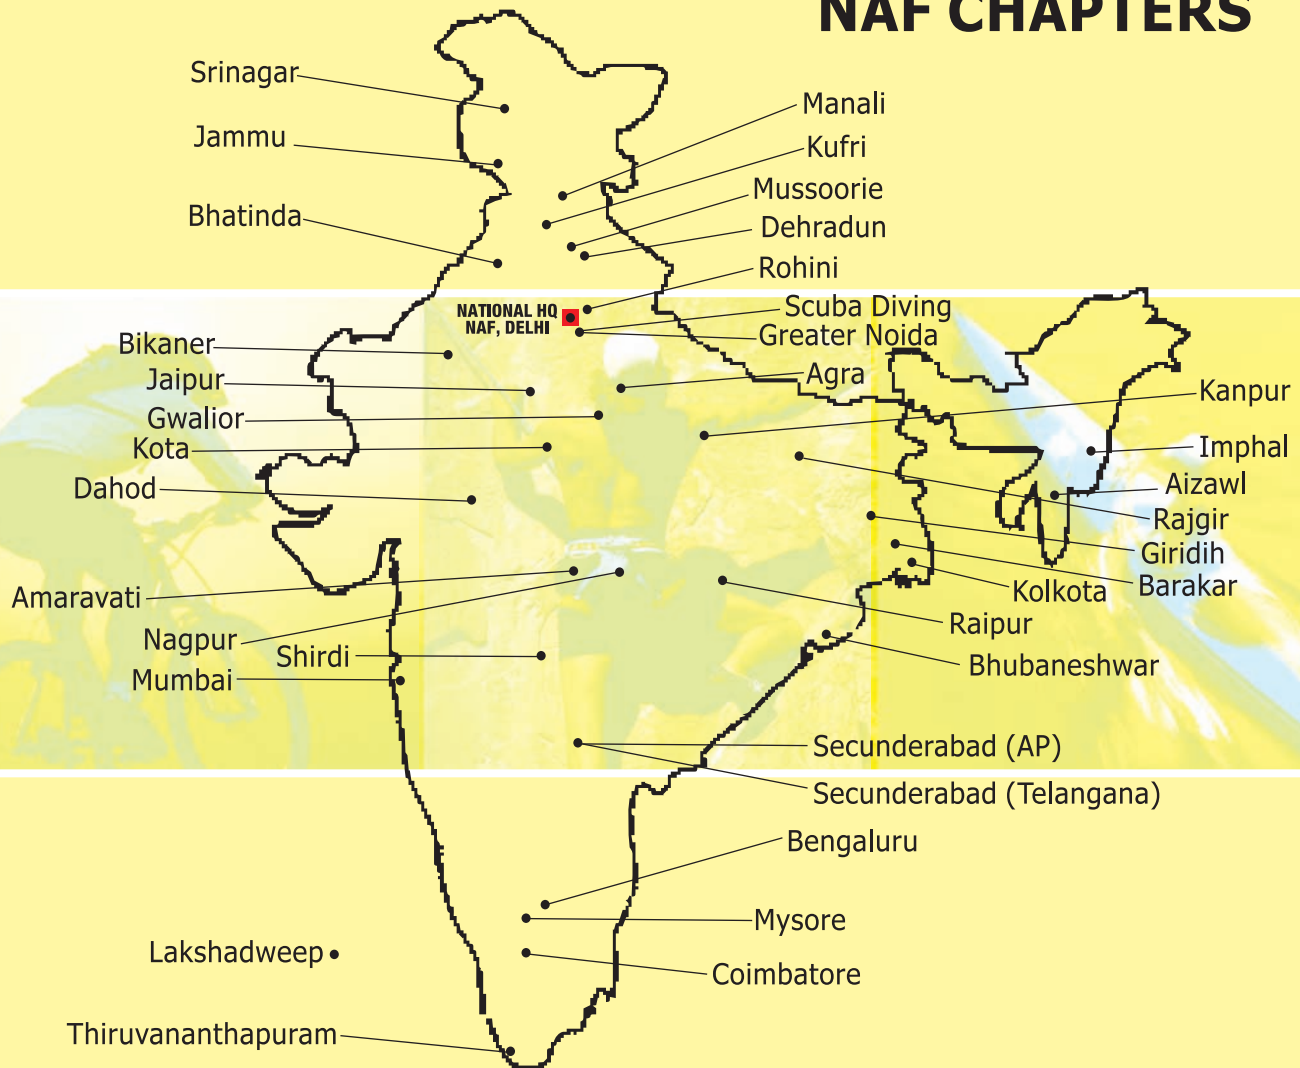 NAF CHAPTERS
Srinagar
Jammu
Bhatinda
Manali
Kufri
Mussoorie
Dehradun
Rohini
NATIONAL HQ
NAF, DELHI
Scuba Diving
Greater Noida
Bikaner
Jaipur
Gwalior
Kota
Dahod
Agra
Kanpur
Imphal
Aizawl
Rajgir
Giridih
Barakar
Kolkota
Raipur
Bhubaneshwar
Amaravati
Nagpur
Shirdi
Mumbai
Secunderabad (AP)
Secunderabad (Telangana)
Bengaluru
Mysore
Coimbatore
Lakshadweep
Thiruvananthapuram